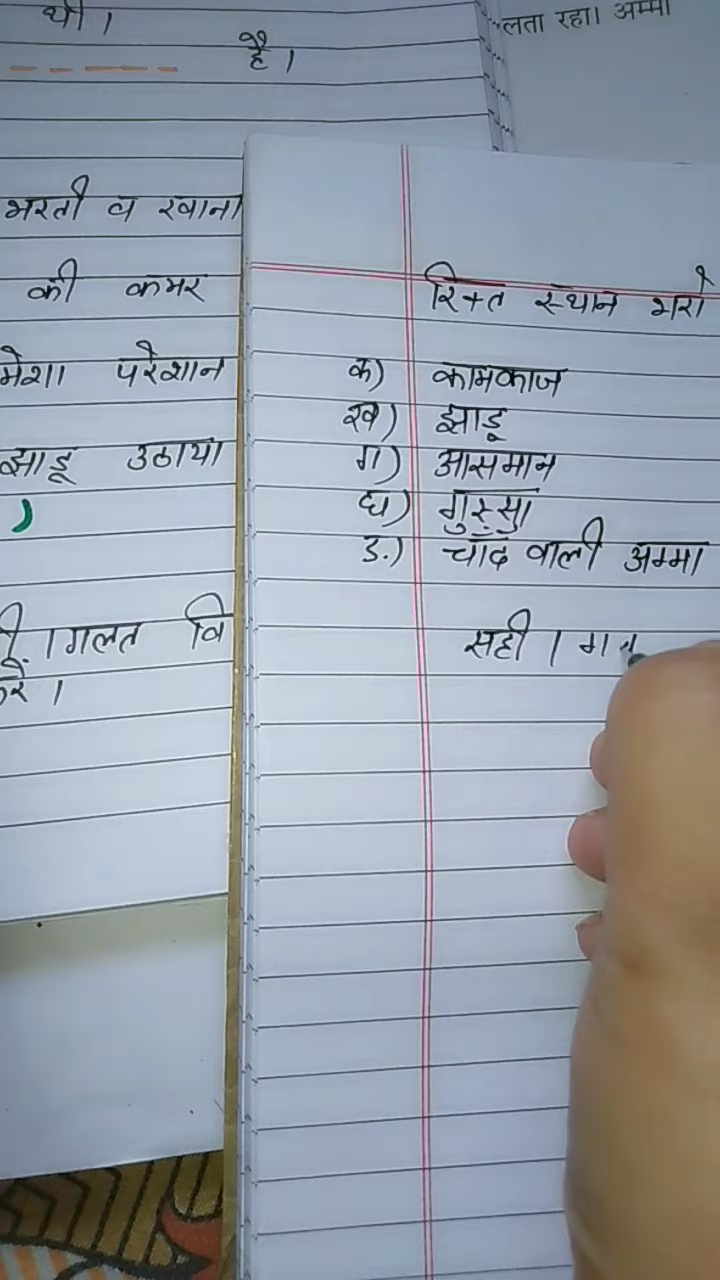 थी।
है।
लता रहा। अम्मा
भरती व खाना
की कमर
मेशा परेशान
झाडू उठाया
। गलत वि
रें।
रिक्त स्थान भरो
क) कामकाज
ख) झाडू
ग) आसमान
घ) गुस्सा
ङ.) चाँद वाली अम्मा
सही । ग